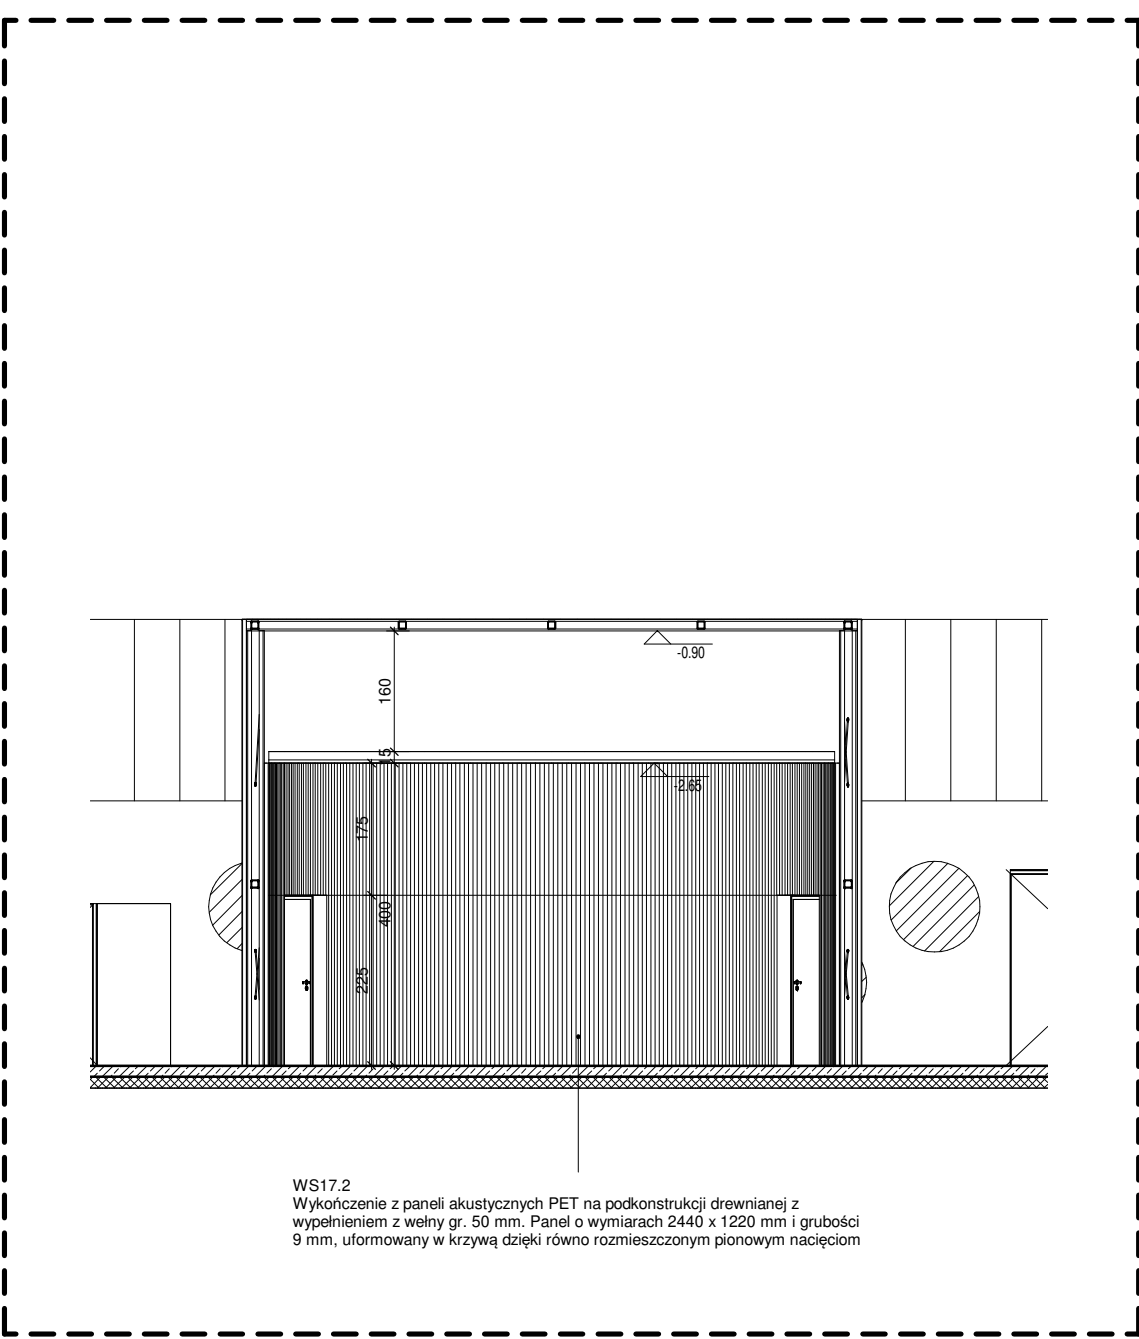 -0.90
160
15
-2.65
175
400
225
WS17.2
Wykończenie z paneli akustycznych PET na podkonstrukcji drewnianej z
wypełnieniem z wełny gr. 50 mm. Panel o wymiarach 2440 x 1220 mm i grubości
9 mm, uformowany w krzywą dzięki równo rozmieszczonym pionowym nacięciom